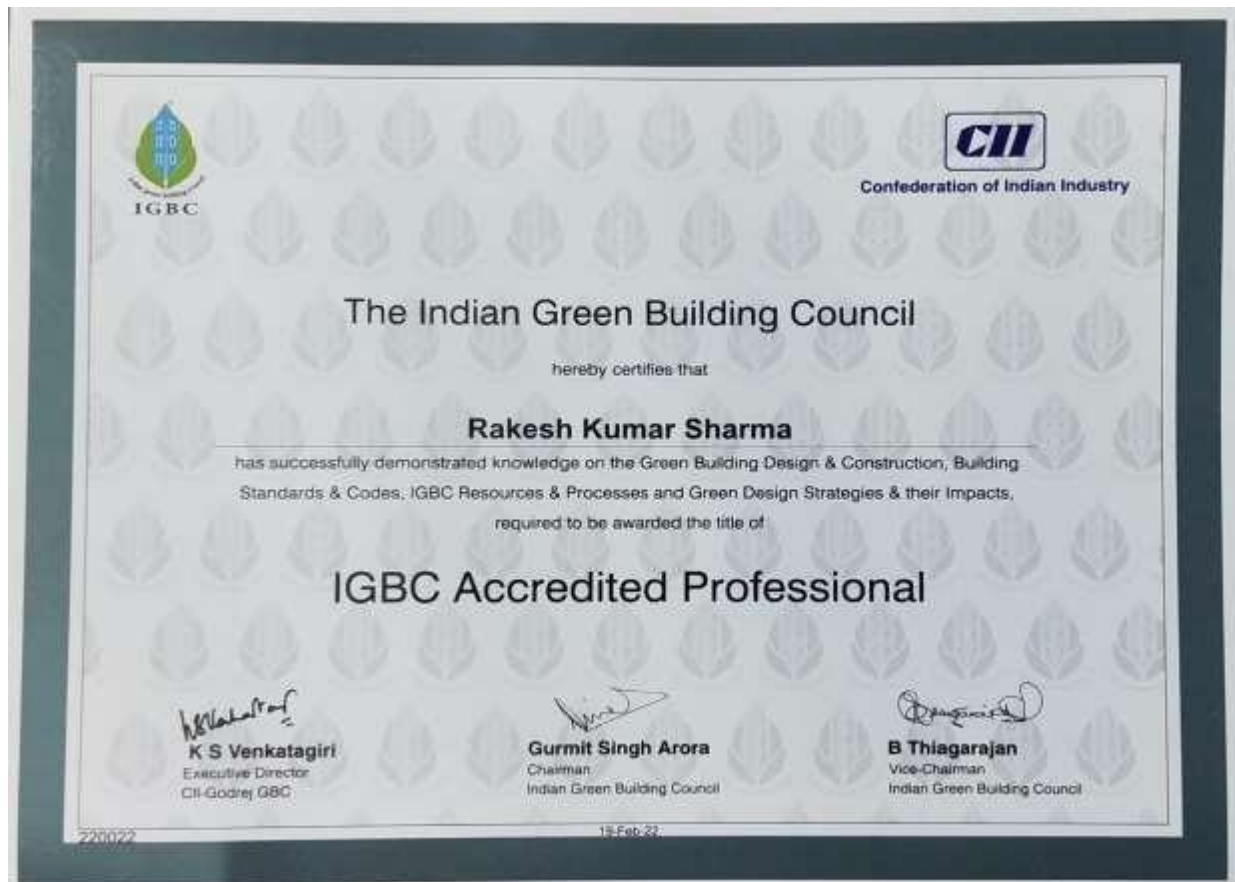 IGBC
CII
Confederation of Indian Industry
The Indian Green Building Council
hereby certifies that
Rakesh Kumar Sharma
has successfully demonstrated knowledge on the Green Building Design & Construction, Building
Standards & Codes, IGBC Resources & Processes and Green Design Strategies & their Impacts,
required to be awarded the title of
IGBC Accredited Professional
K S Venkatagiri
Executive Director
CII-Godrej GBC
Gurmit Singh Arora
Chairman
Indian Green Building Council
B Thiagarajan
Vice-Chairman
Indian Green Building Council
220022
19-Feb-22